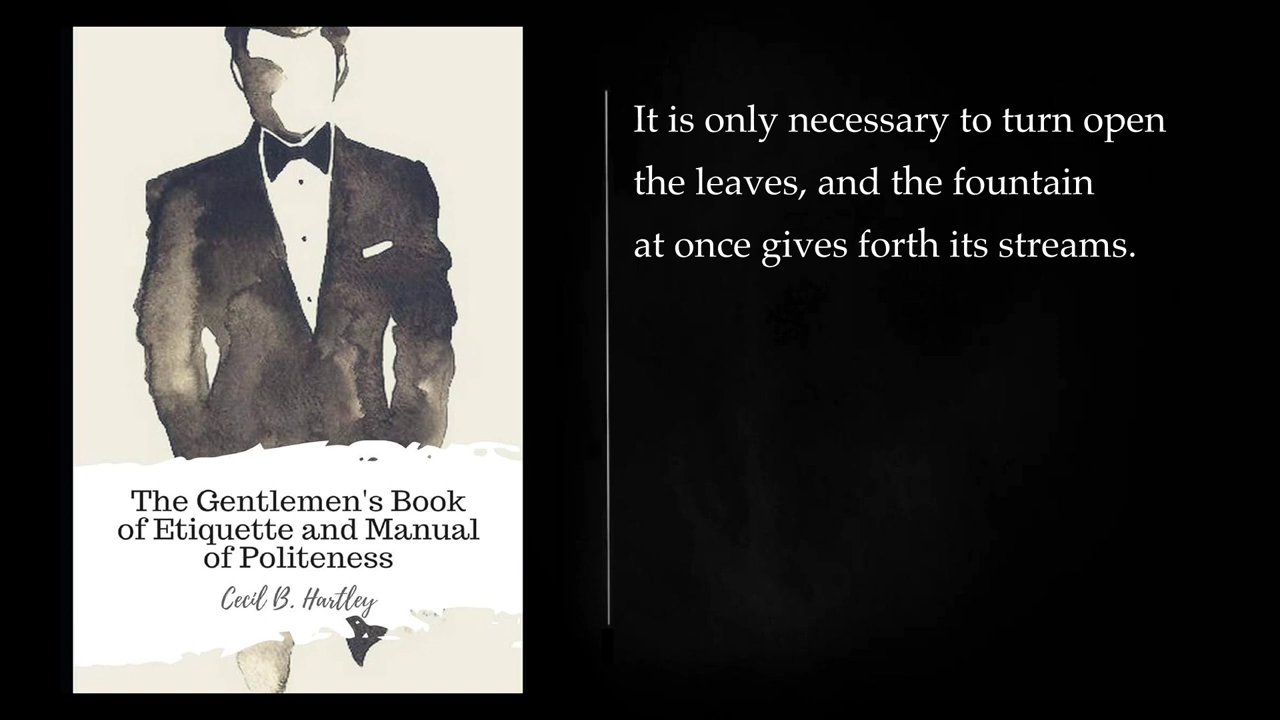 The Gentlemen's Book
of Etiquette and Manual
of Politeness
Cecil B. Hartley
It is only necessary to turn open
the leaves, and the fountain
at once gives forth its streams.